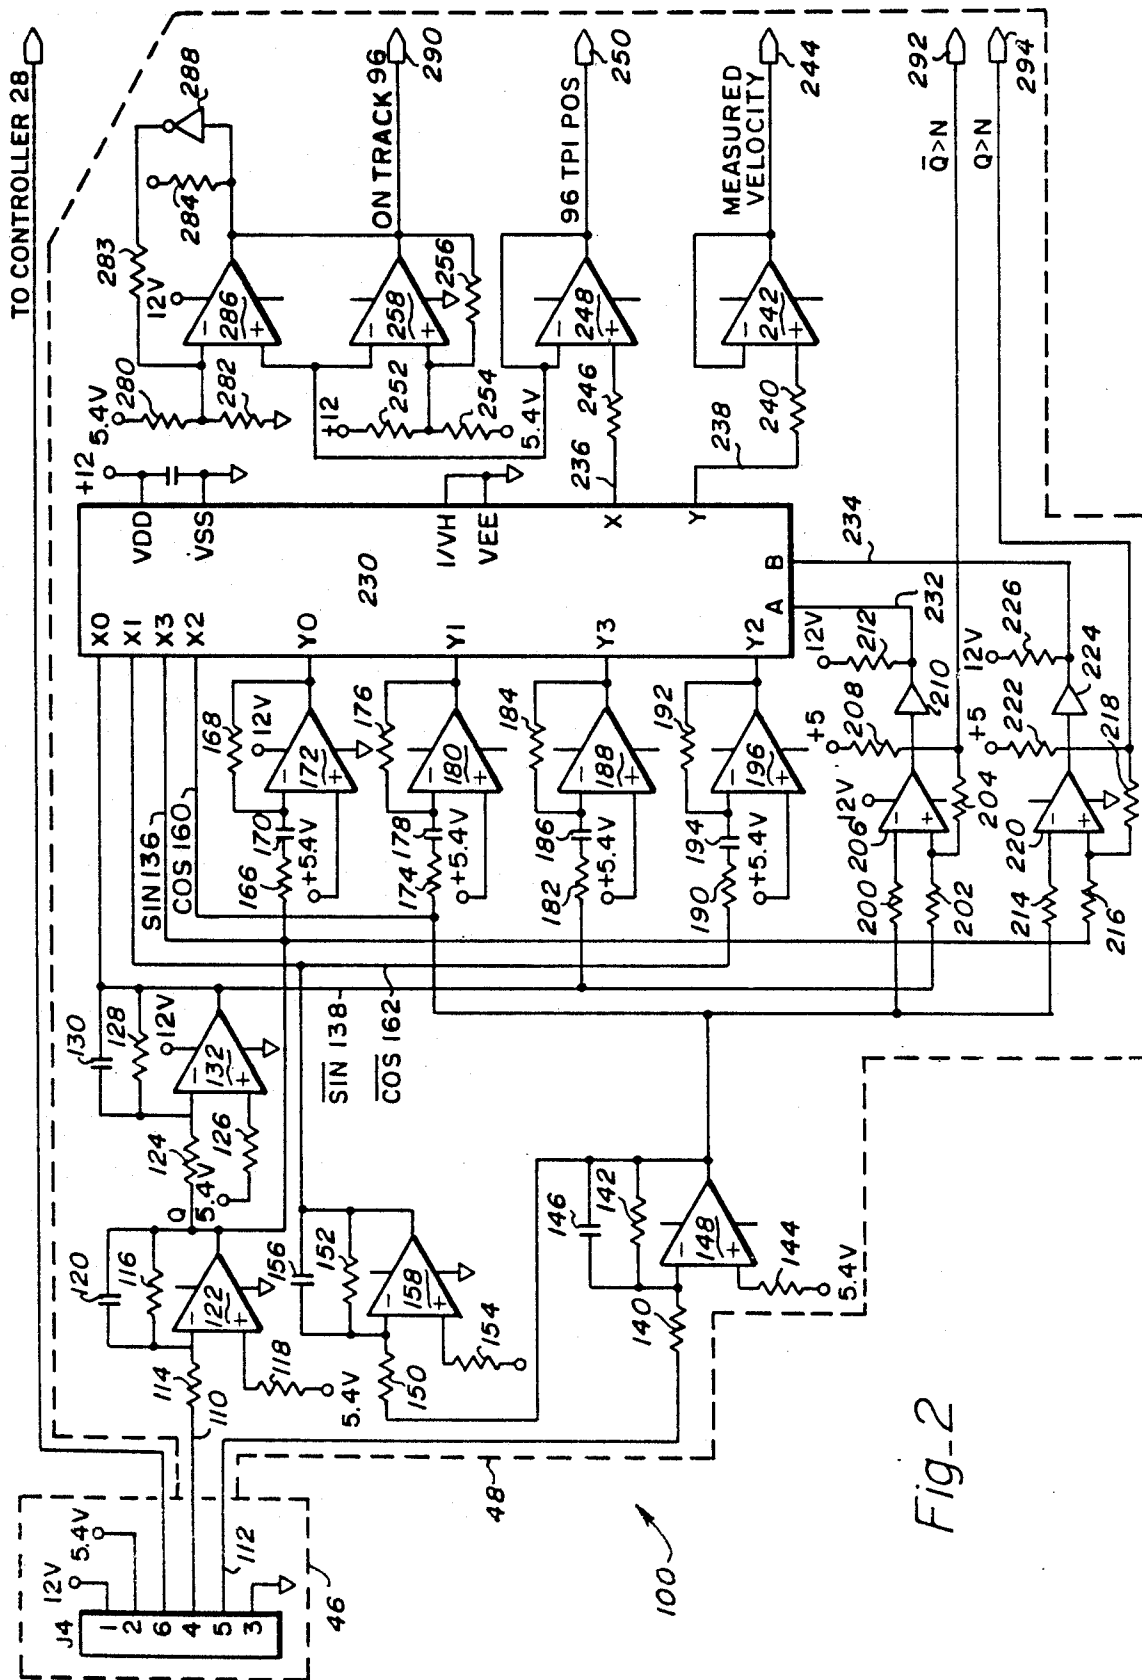 TO CONTROLLER 28
J4
1
2
6
4
5
3
12V
5.4V
46
110
112
48
100
114
116
118
120
122
5.4V
Q
124
126
128
130
132
12V
5.4V
150
152
154
156
158
140
142
144
146
148
5.4V
SIN 136
COS 160
S̅I̅N̅ 138
C̅O̅S̅ 162
166
168
170
172
12V
+5.4V
174
176
178
180
+5.4V
182
184
186
188
+5.4V
190
192
194
196
+5.4V
X0
X1
X3
X2
Y0
Y1
Y3
Y2
230
VDD
VSS
I/VH
VEE
X
Y
A
B
+12
200
202
204
206
208
210
212
12V
+5
12V
214
216
218
220
222
224
226
+5
12V
232
234
236
238
240
242
244
246
248
250
252
254
256
258
+12
5.4V
280
282
283
284
286
288
5.4V
12V
ON TRACK 96
290
96 TPI POS
MEASURED
VELOCITY
Q̅>N
292
Q>N
294
Fig_2